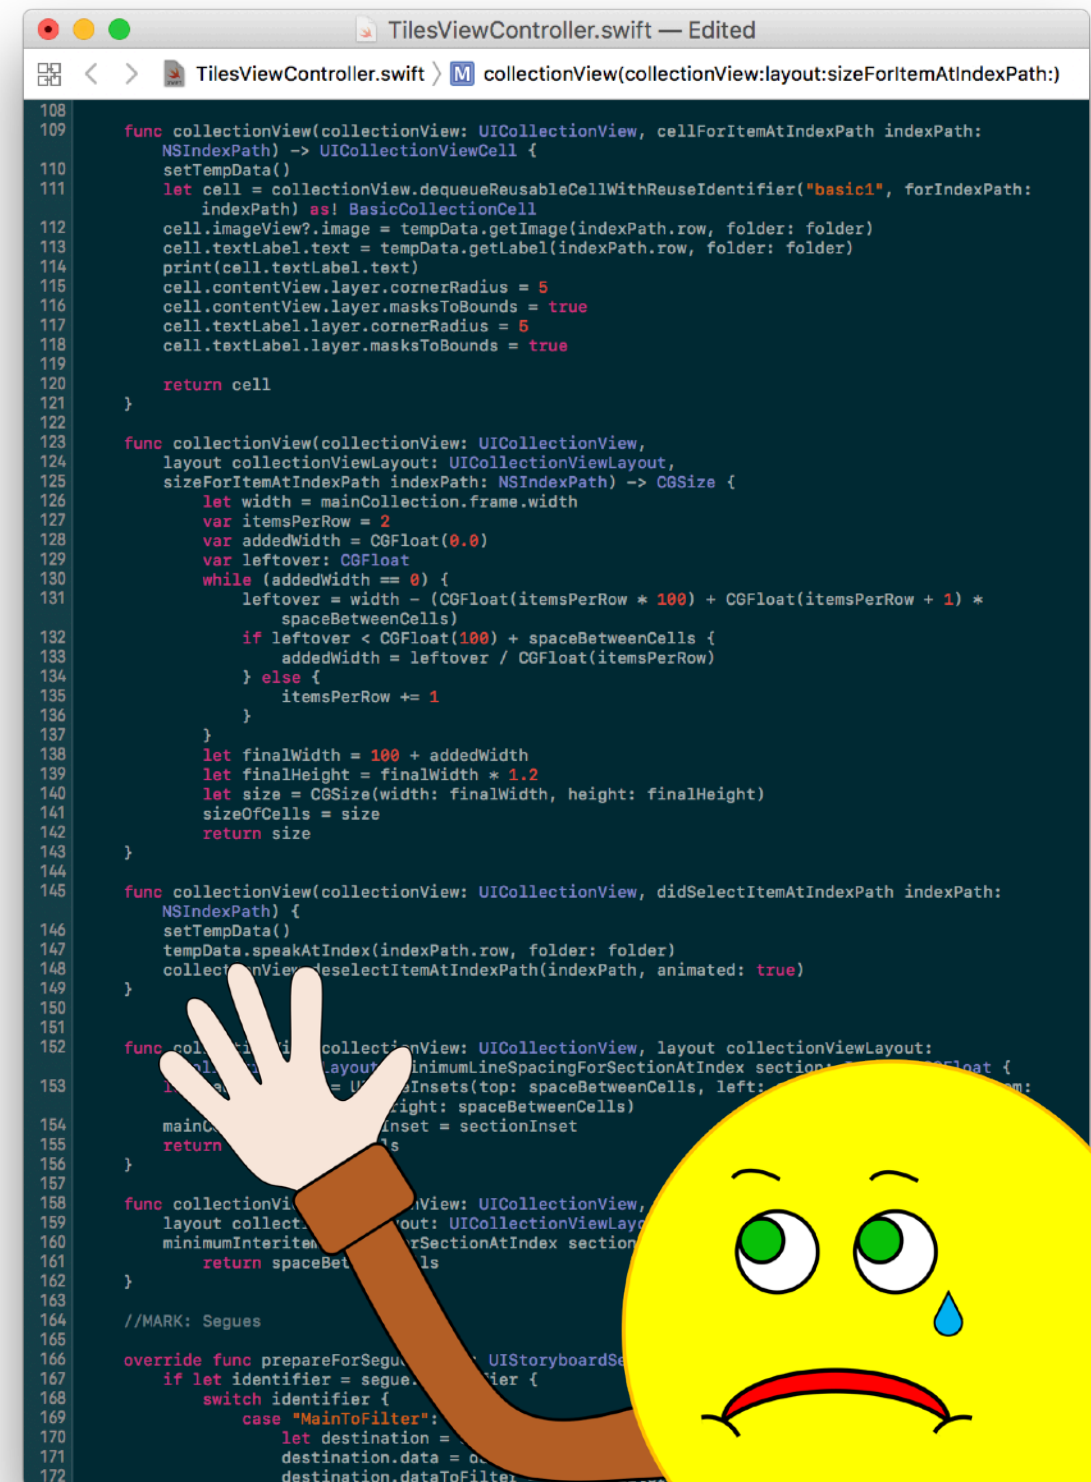 TilesViewController.swift — Edited
TilesViewController.swift 〉 M collectionView(collectionView:layout:sizeForItemAtIndexPath:)
108
109 func collectionView(collectionView: UICollectionView, cellForItemAtIndexPath indexPath:
NSIndexPath) -> UICollectionViewCell {
110 setTempData()
111 let cell = collectionView.dequeueReusableCellWithReuseIdentifier("basic1", forIndexPath:
indexPath) as! BasicCollectionCell
112 cell.imageView?.image = tempData.getImage(indexPath.row, folder: folder)
113 cell.textLabel.text = tempData.getLabel(indexPath.row, folder: folder)
114 print(cell.textLabel.text)
115 cell.contentView.layer.cornerRadius = 5
116 cell.contentView.layer.masksToBounds = true
117 cell.textLabel.layer.cornerRadius = 5
118 cell.textLabel.layer.masksToBounds = true
119
120 return cell
121 }
122
123 func collectionView(collectionView: UICollectionView,
124 layout collectionViewLayout: UICollectionViewLayout,
125 sizeForItemAtIndexPath indexPath: NSIndexPath) -> CGSize {
126 let width = mainCollection.frame.width
127 var itemsPerRow = 2
128 var addedWidth = CGFloat(0.0)
129 var leftover: CGFloat
130 while (addedWidth == 0) {
131 leftover = width - (CGFloat(itemsPerRow * 100) + CGFloat(itemsPerRow + 1) *
spaceBetweenCells)
132 if leftover < CGFloat(100) + spaceBetweenCells {
133 addedWidth = leftover / CGFloat(itemsPerRow)
134 } else {
135 itemsPerRow += 1
136 }
137 }
138 let finalWidth = 100 + addedWidth
139 let finalHeight = finalWidth * 1.2
140 let size = CGSize(width: finalWidth, height: finalHeight)
141 sizeOfCells = size
142 return size
143 }
144
145 func collectionView(collectionView: UICollectionView, didSelectItemAtIndexPath indexPath:
NSIndexPath) {
146 setTempData()
147 tempData.speakAtIndex(indexPath.row, folder: folder)
148 collectionView.deselectItemAtIndexPath(indexPath, animated: true)
149 }
150
151
152 func collectionView: UICollectionView, layout collectionViewLayout:
minimumLineSpacingForSectionAtIndex section: CGFloat {
153 Insets(top: spaceBetweenCells, left:
right: spaceBetweenCells)
154 Inset = sectionInset
155 return
156 }
157
158 func View: UICollectionView,
159 layout UICollectionViewLayout
160 SectionAtIndex section
161 return
162 }
163
164 //MARK: Segues
165
166 override func prepareForSegue UIStoryboardSegue
167 if let identifier = segue. {
168 switch identifier {
169 case "MainToFilter":
170 let destination =
171 destination.data =
172 destination.dataToFilter